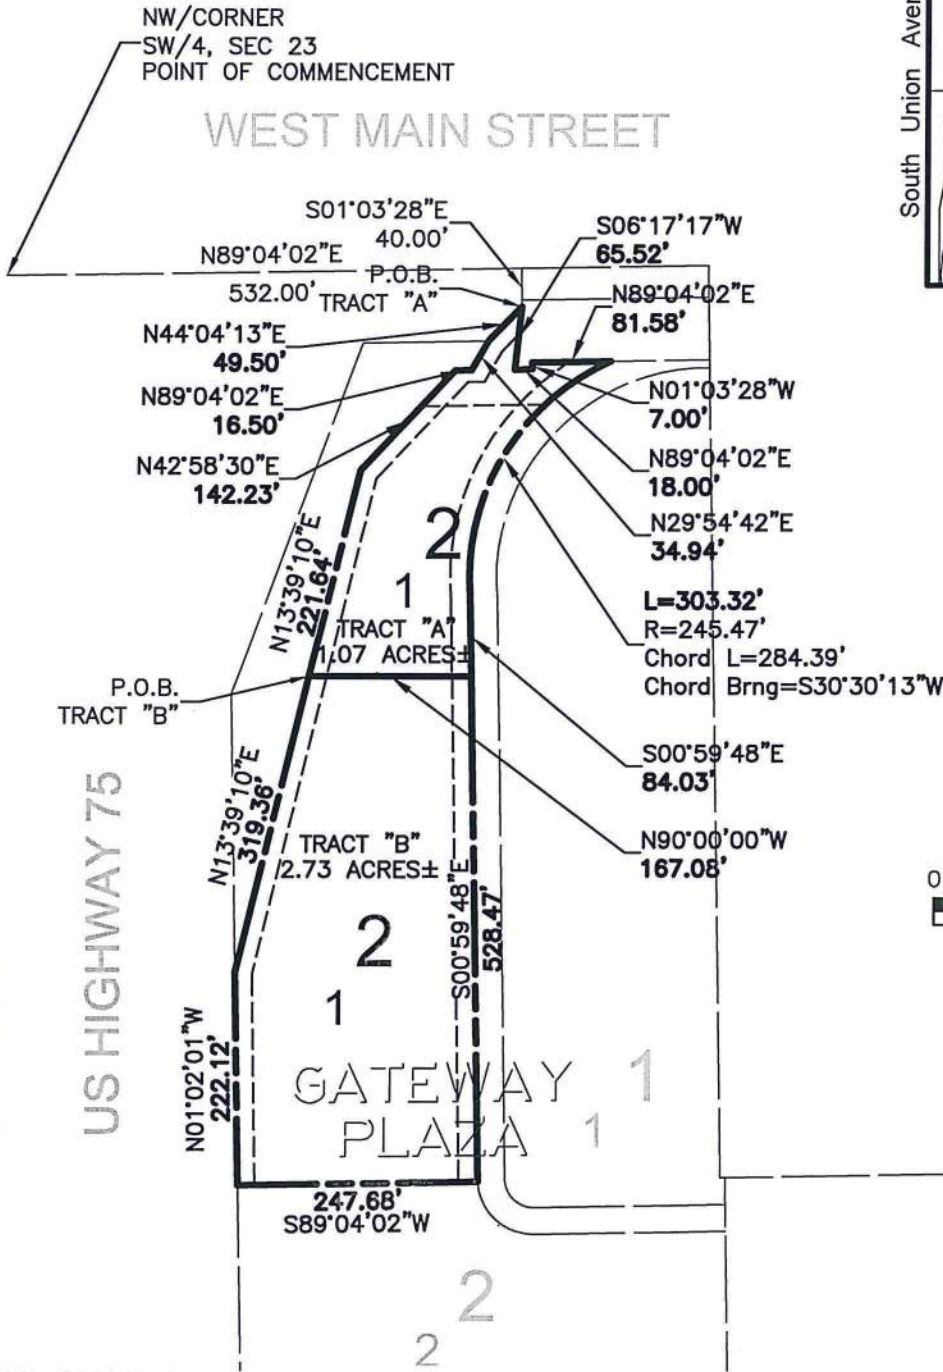 NW/CORNER
SW/4, SEC 23
POINT OF COMMENCEMENT
WEST MAIN STREET
South Union Aven
S01°03'28"E
40.00'
N89°04'02"E
532.00'
P.O.B.
TRACT "A"
S06°17'17"W
65.52'
N89°04'02"E
81.58'
N44°04'13"E
49.50'
N89°04'02"E
16.50'
N42°58'30"E
142.23'
N01°03'28"W
7.00'
N89°04'02"E
18.00'
N29°54'42"E
34.94'
N13°39'10"E
221.64'
2
1
TRACT "A"
1.07 ACRES±
L=303.32'
R=245.47'
Chord L=284.39'
Chord Brng=S30°30'13"W
P.O.B.
TRACT "B"
S00°59'48"E
84.03'
N90°00'00"W
167.08'
N13°39'10"E
319.36'
TRACT "B"
2.73 ACRES±
S00°59'48"E
528.47'
0
US HIGHWAY 75
2
1
N01°02'01"W
222.12'
GATEWAY
PLAZA
1
1
247.68'
S89°04'02"W
2
2